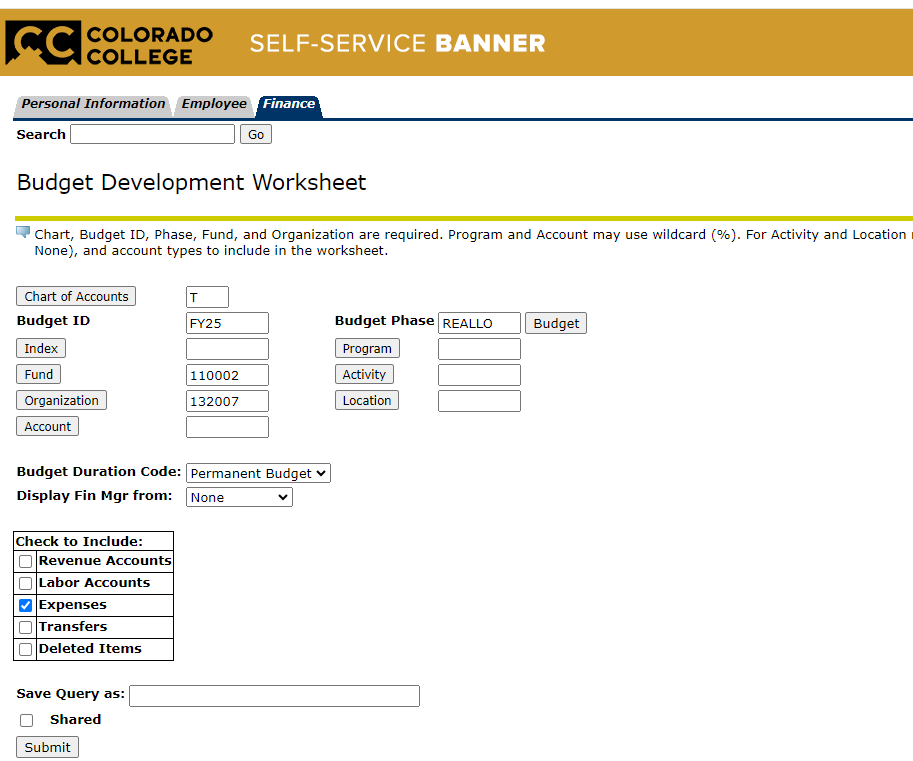 CC COLORADO COLLEGE SELF-SERVICE BANNER
Personal Information Employee Finance
Search Go
Budget Development Worksheet
Chart, Budget ID, Phase, Fund, and Organization are required. Program and Account may use wildcard (%). For Activity and Location
None), and account types to include in the worksheet.
Chart of Accounts T
Budget ID FY25 Budget Phase REALLO Budget
Index Program
Fund 110002 Activity
Organization 132007 Location
Account
Budget Duration Code: Permanent Budget
Display Fin Mgr from: None
Check to Include:
Revenue Accounts
Labor Accounts
Expenses
Transfers
Deleted Items
Save Query as:
Shared
Submit